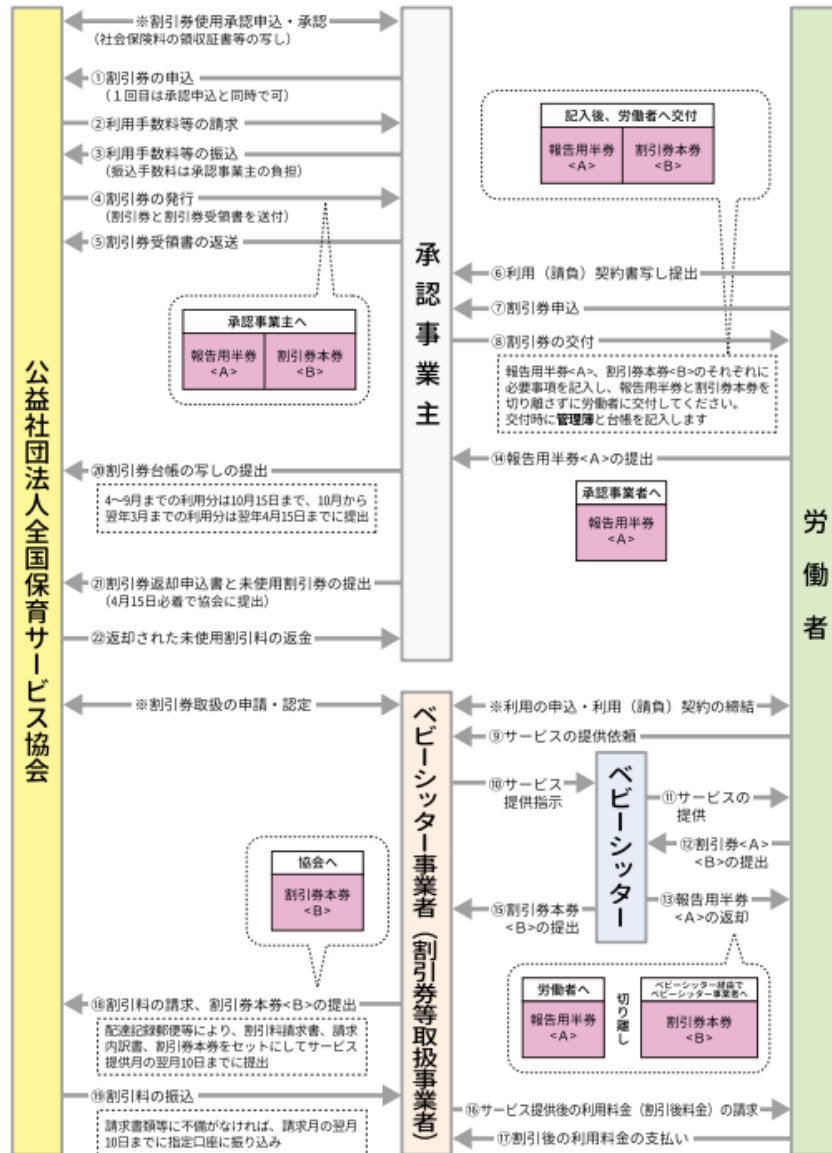 ※割引券使用承認申込・承認
（社会保険料の領収証書等の写し）
①割引券の申込
（１回目は承認申込と同時で可）
②利用手数料等の請求
③利用手数料等の振込
（振込手数料は承認事業主の負担）
④割引券の発行
（割引券と割引券受領書を送付）
⑤割引券受領書の返送
承認事業主へ
報告用半券
<A>
割引券本券
<B>
⑳割引券台帳の写しの提出
4〜9月までの利用分は10月15日まで、10月から
翌年3月までの利用分は翌年4月15日までに提出
㉑割引券返却申込書と未使用割引券の提出
（4月15日必着で協会に提出）
㉒返却された未使用割引料の返金
公益社団法人全国保育サービス協会
承認事業主
労働者
記入後、労働者へ交付
報告用半券
<A>
割引券本券
<B>
⑥利用（請負）契約書写し提出
⑦割引券申込
⑧割引券の交付
報告用半券<A>、割引券本券<B>のそれぞれに
必要事項を記入し、報告用半券と割引券本券を
切り離さずに労働者に交付してください。
交付時に管理簿と台帳を記入します
⑭報告用半券<A>の提出
承認事業者へ
報告用半券
<A>
※割引券取扱の申請・認定
ベビーシッター事業者（割引券等取扱事業者）
※利用の申込・利用（請負）契約の締結
⑨サービスの提供依頼
⑩サービス
提供指示
ベビーシッター
⑪サービスの
提供
⑫割引券<A>
<B>の提出
⑬報告用半券
<A>の返却
⑮割引券本券
<B>の提出
協会へ
割引券本券
<B>
労働者へ
報告用半券
<A>
切り離し
ベビーシッター経由で
ベビーシッター事業者へ
割引券本券
<B>
⑱割引料の請求、割引券本券<B>の提出
配達記録郵便等により、割引料請求書、請求
内訳書、割引券本券をセットにしてサービス
提供月の翌月10日までに提出
⑲割引料の振込
請求書類等に不備がなければ、請求月の翌月
10日までに指定口座に振り込み
⑯サービス提供後の利用料金（割引後料金）の請求
⑰割引後の利用料金の支払い